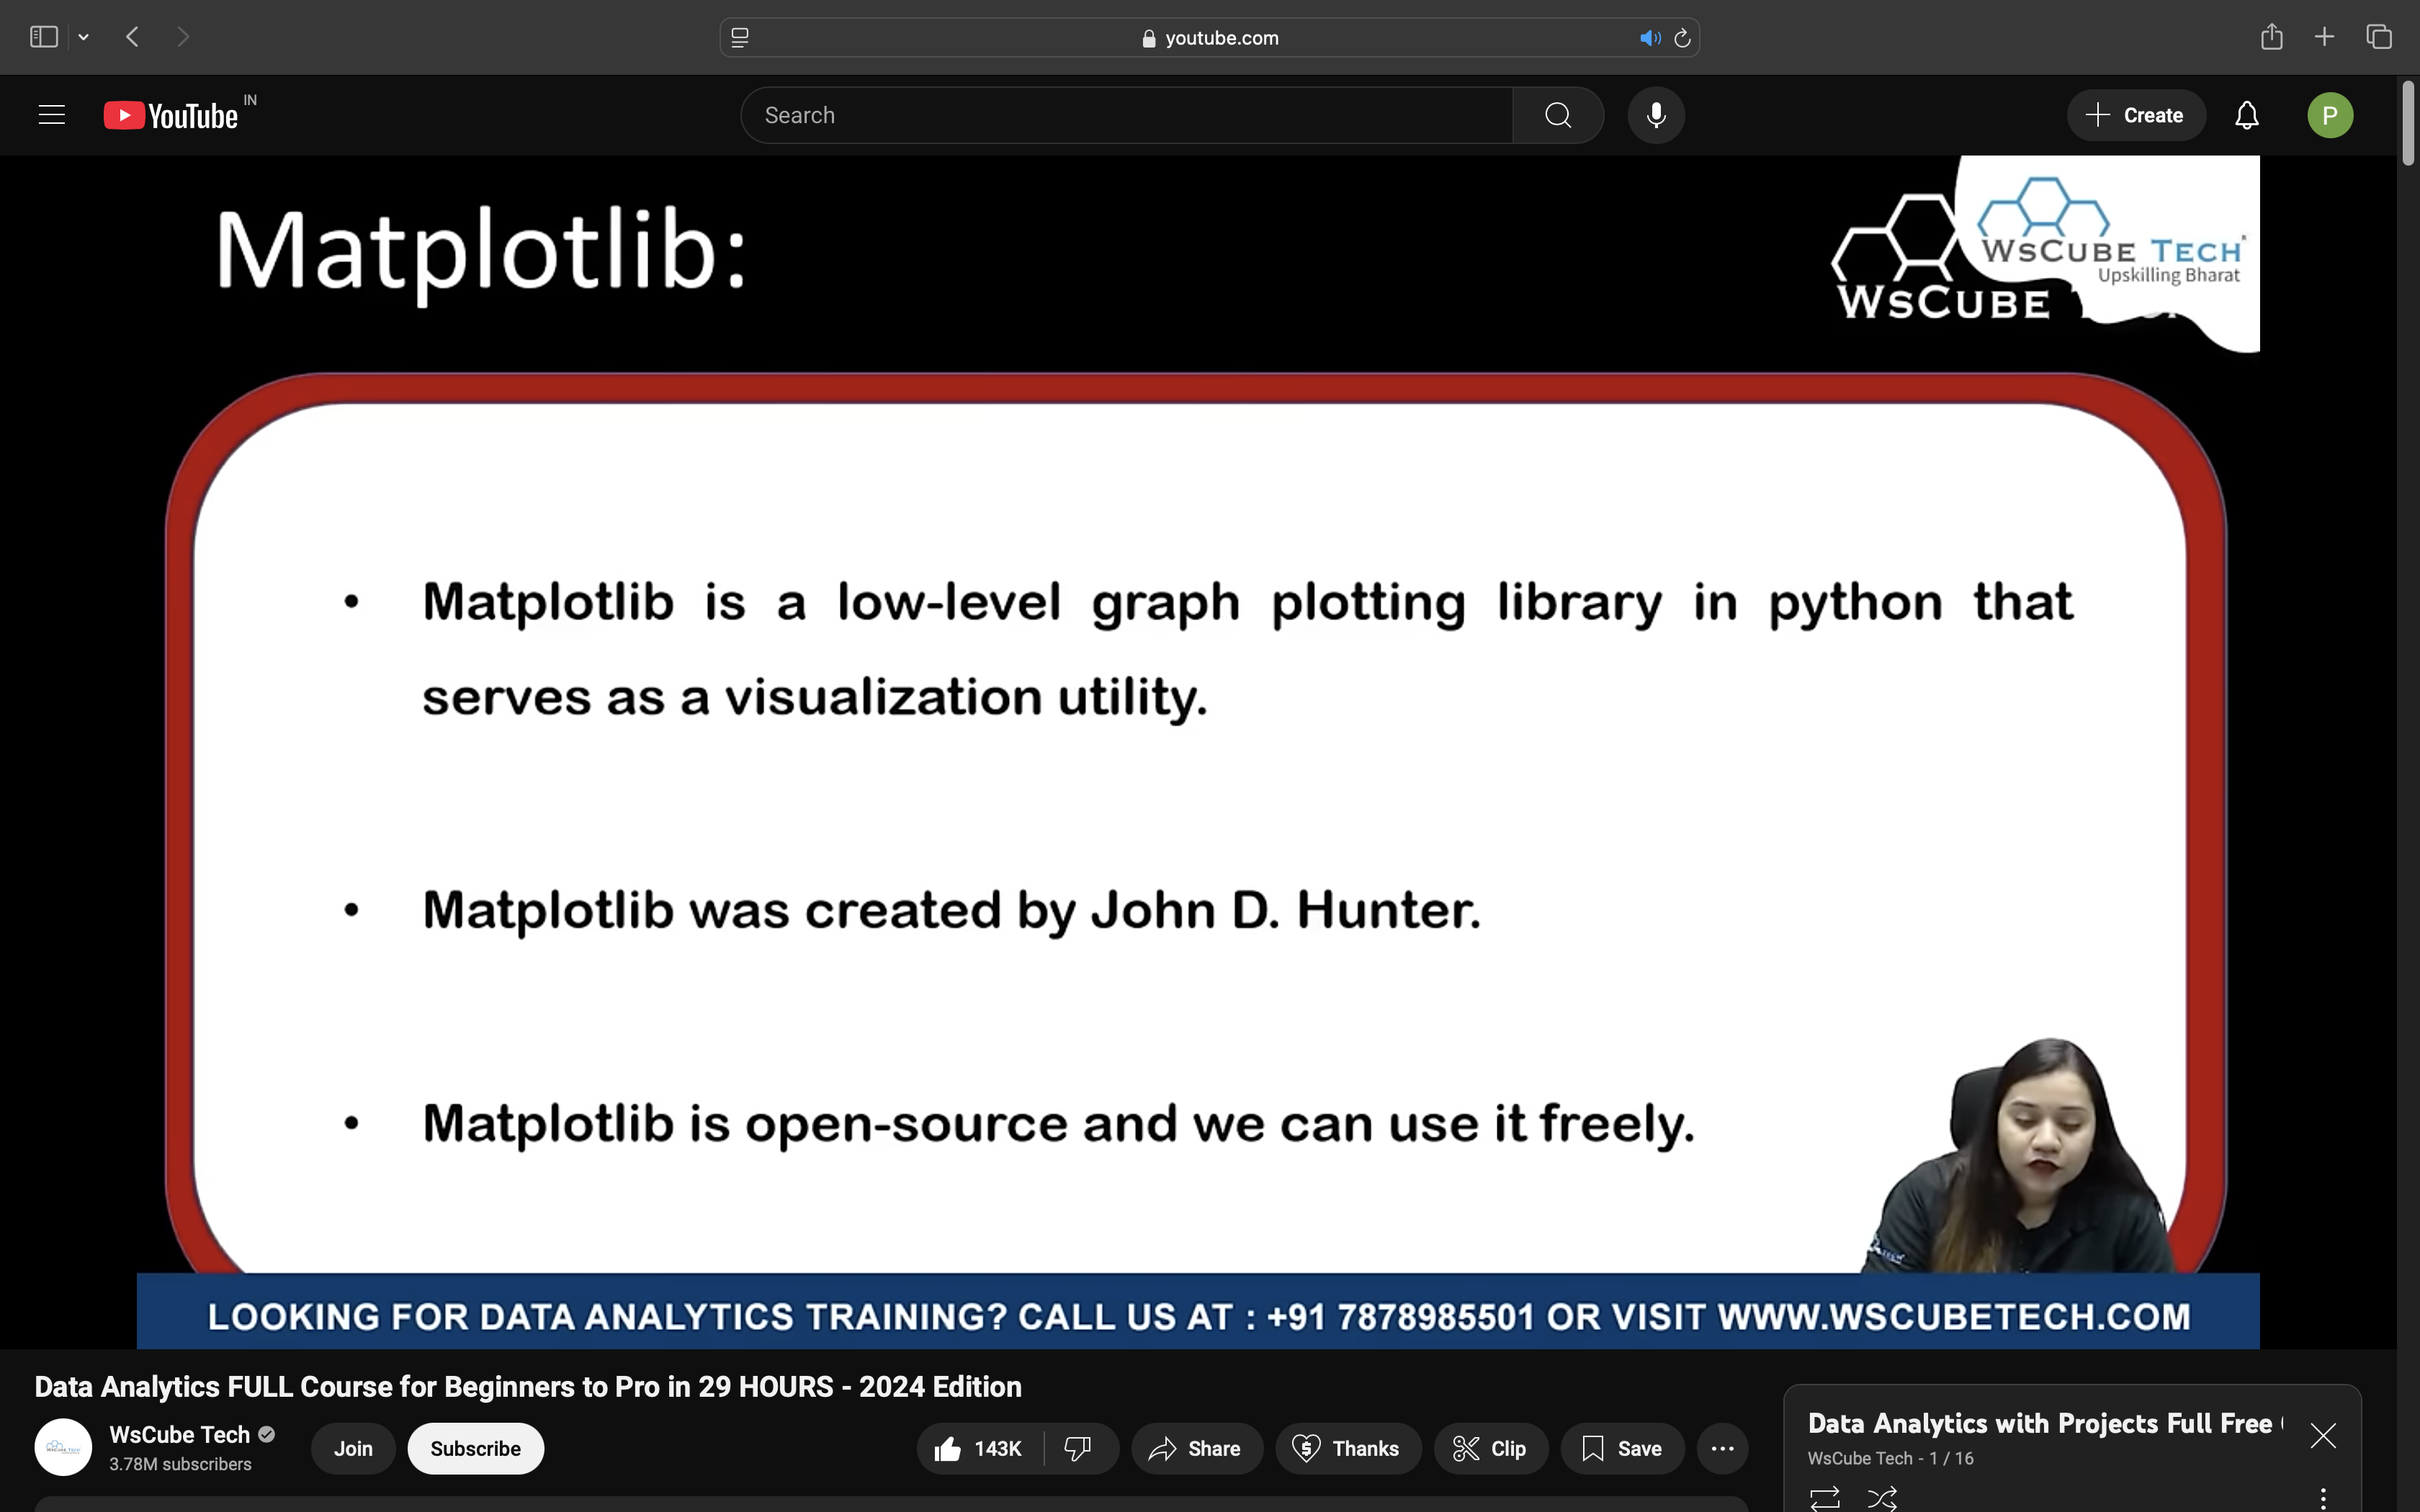 youtube.com
YouTube IN
Search
Create
P
Matplotlib:
WSCUBE TECH
Upskilling Bharat
WSCUBE
• Matplotlib is a low-level graph plotting library in python that
serves as a visualization utility.
• Matplotlib was created by John D. Hunter.
• Matplotlib is open-source and we can use it freely.
LOOKING FOR DATA ANALYTICS TRAINING? CALL US AT : +91 7878985501 OR VISIT WWW.WSCUBETECH.COM
Data Analytics FULL Course for Beginners to Pro in 29 HOURS - 2024 Edition
WsCube Tech
3.78M subscribers
Join
Subscribe
143K
Share
Thanks
Clip
Save
Data Analytics with Projects Full Free
WsCube Tech - 1 / 16